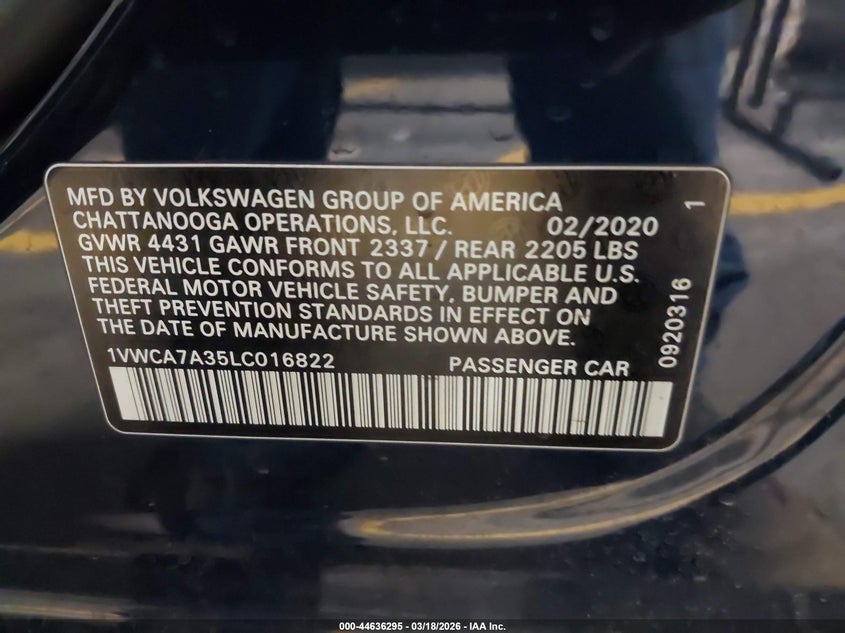 MFD BY VOLKSWAGEN GROUP OF AMERICA
CHATTANOOGA OPERATIONS, LLC. 02/2020
GVWR 4431 GAWR FRONT 2337 / REAR 2205 LBS
THIS VEHICLE CONFORMS TO ALL APPLICABLE U.S.
FEDERAL MOTOR VEHICLE SAFETY, BUMPER AND
THEFT PREVENTION STANDARDS IN EFFECT ON
THE DATE OF MANUFACTURE SHOWN ABOVE.
1VWCA7A35LC016822 PASSENGER CAR
0920316
1
000-44636295 - 03/18/2026 - IAA Inc.